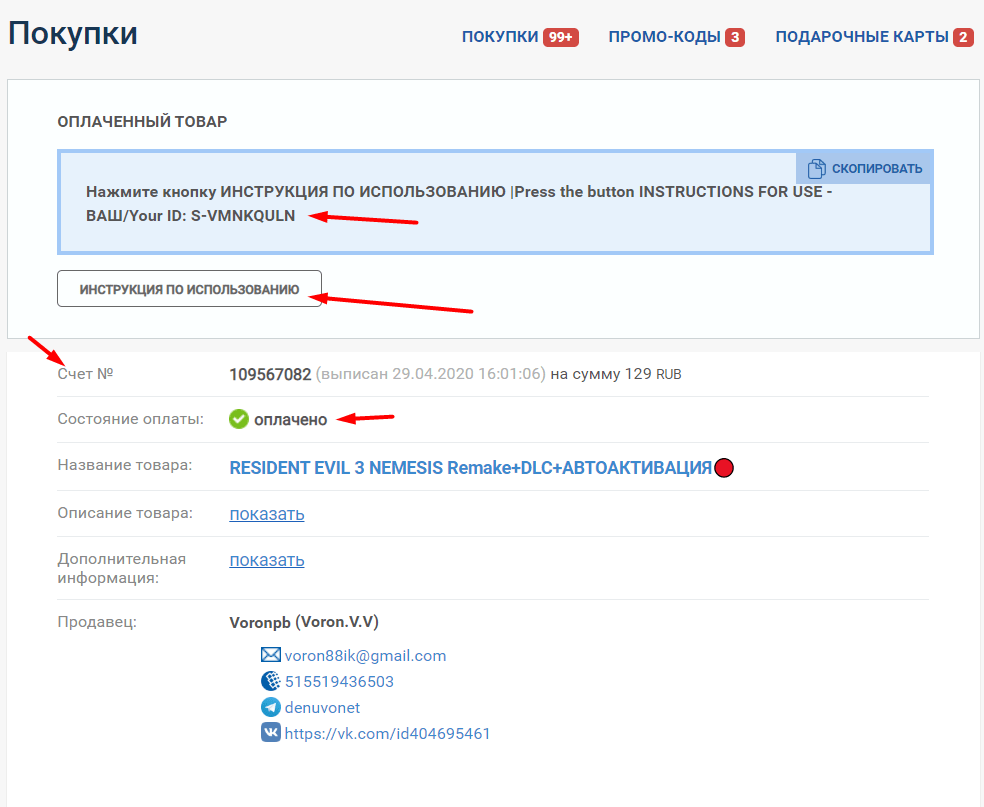 Покупки
ПОКУПКИ 99+ ПРОМО-КОДЫ 3 ПОДАРОЧНЫЕ КАРТЫ 2
ОПЛАЧЕННЫЙ ТОВАР
СКОПИРОВАТЬ
Нажмите кнопку ИНСТРУКЦИЯ ПО ИСПОЛЬЗОВАНИЮ |Press the button INSTRUCTIONS FOR USE -
ВАШ/Your ID: S-VMNKQULN
ИНСТРУКЦИЯ ПО ИСПОЛЬЗОВАНИЮ
Счет № 109567082 (выписан 29.04.2020 16:01:06) на сумму 129 RUB
Состояние оплаты: оплачено
Название товара: RESIDENT EVIL 3 NEMESIS Remake+DLC+АВТОАКТИВАЦИЯ
Описание товара: показать
Дополнительная информация: показать
Продавец: Voronpb (Voron.V.V)
voron88ik@gmail.com
515519436503
denuvonet
https://vk.com/id404695461